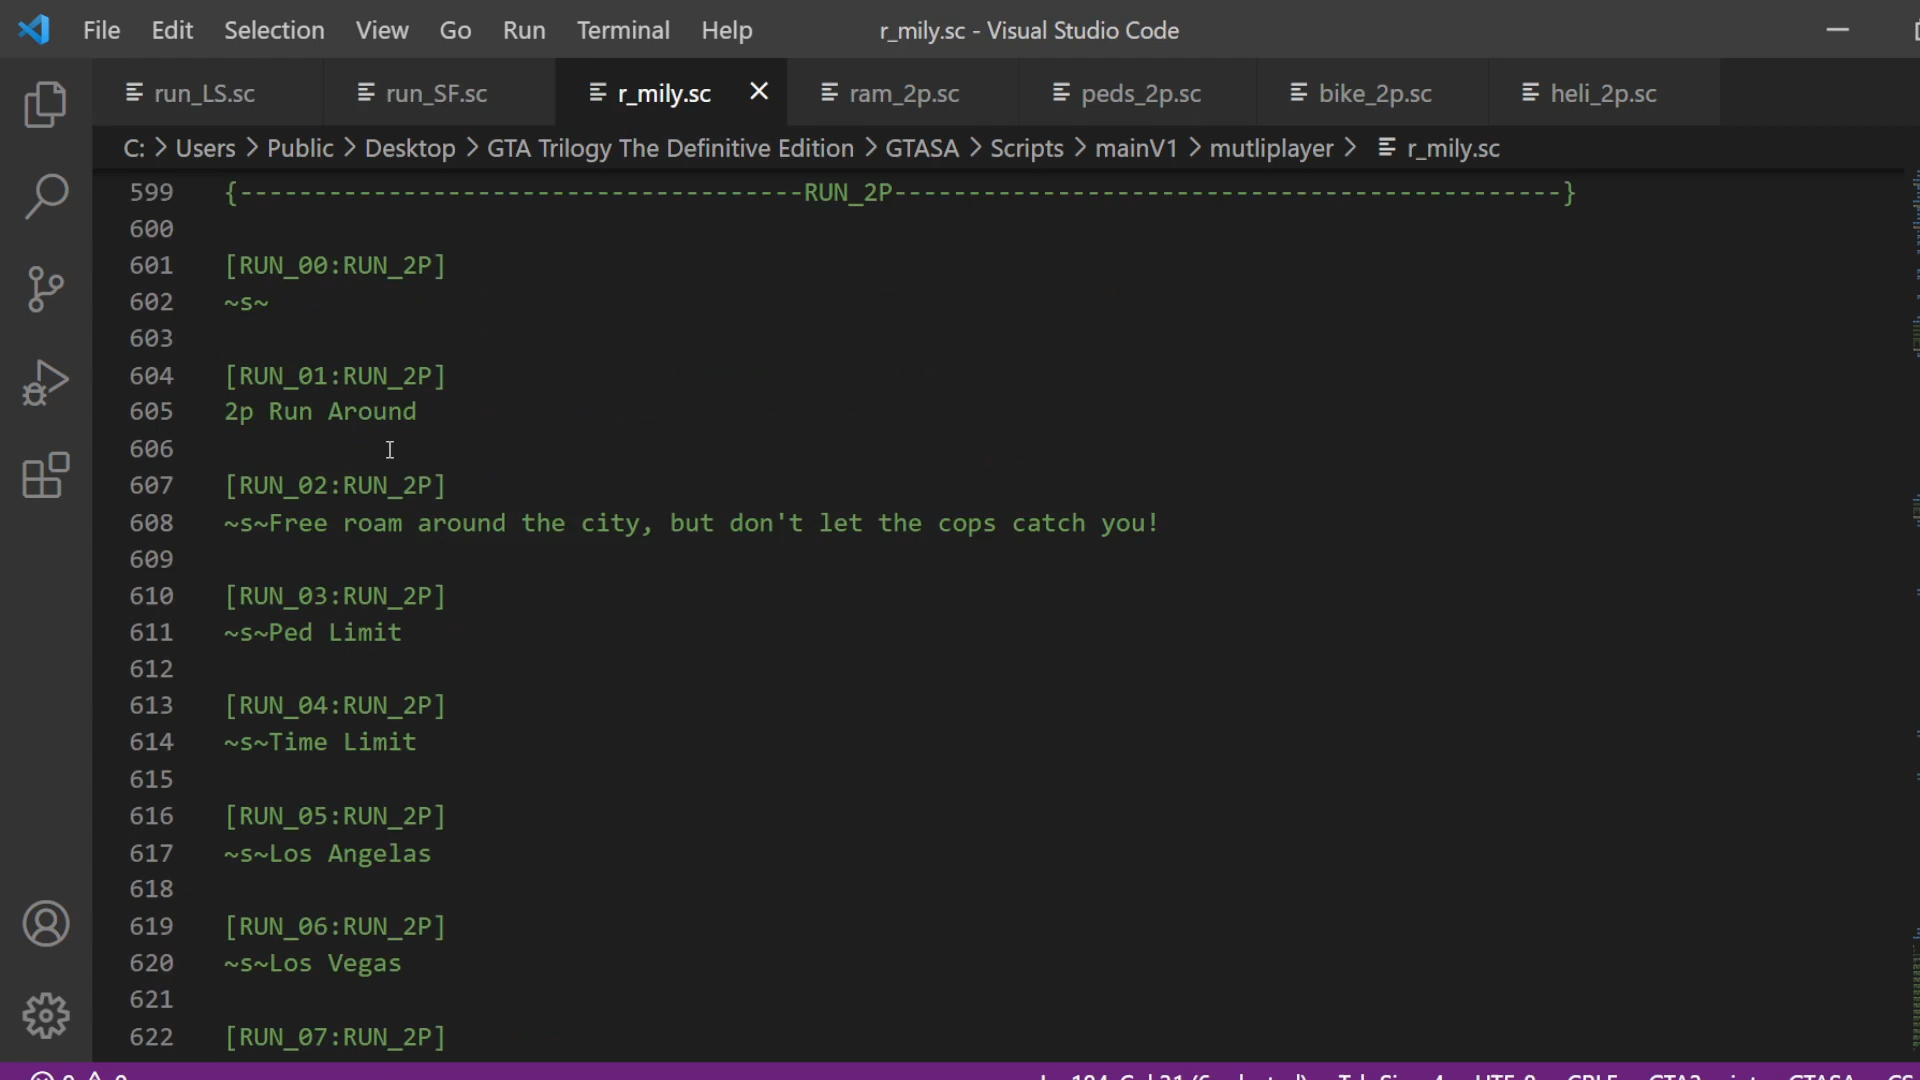 File Edit Selection View Go Run Terminal Help r_mily.sc - Visual Studio Code
run_LS.sc run_SF.sc r_mily.sc ram_2p.sc peds_2p.sc bike_2p.sc heli_2p.sc
C: > Users > Public > Desktop > GTA Trilogy The Definitive Edition > GTASA > Scripts > mainV1 > mutliplayer > r_mily.sc
599 {--------------------------------------RUN_2P---------------------------------------------}
600
601 [RUN_00:RUN_2P]
602 ~s~
603
604 [RUN_01:RUN_2P]
605 2p Run Around
606
607 [RUN_02:RUN_2P]
608 ~s~Free roam around the city, but don't let the cops catch you!
609
610 [RUN_03:RUN_2P]
611 ~s~Ped Limit
612
613 [RUN_04:RUN_2P]
614 ~s~Time Limit
615
616 [RUN_05:RUN_2P]
617 ~s~Los Angelas
618
619 [RUN_06:RUN_2P]
620 ~s~Los Vegas
621
622 [RUN_07:RUN_2P]